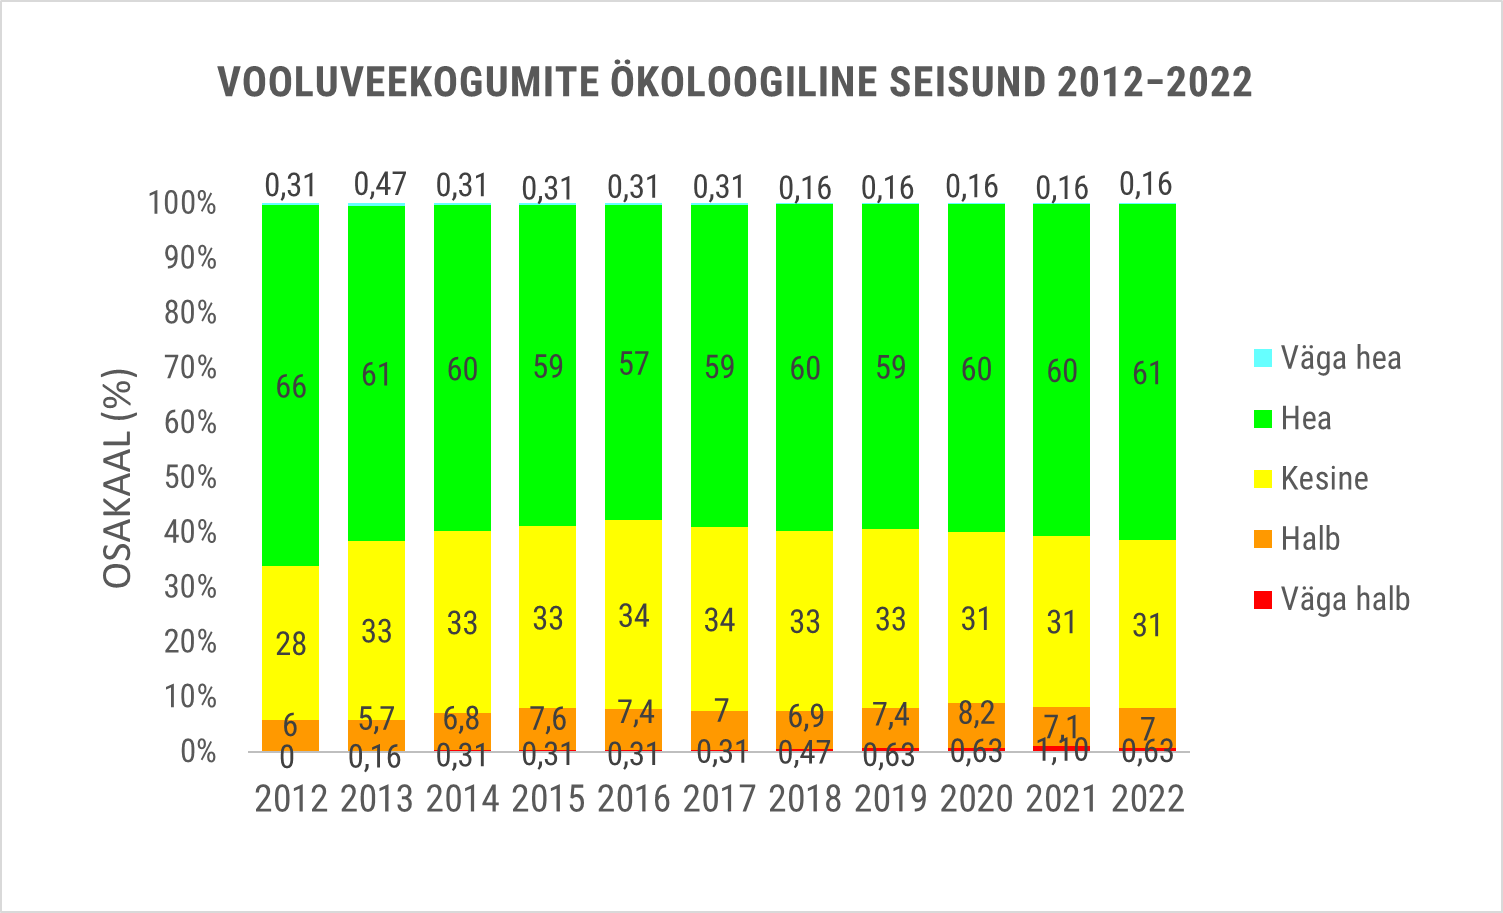 VOOLUVEEKOGUMITE ÖKOLOOGILINE SEISUND 2012–2022
0,31 0,47 0,31 0,31 0,31 0,31 0,16 0,16 0,16 0,16 0,16
100%
90%
80%
70%
60%
50%
40%
30%
20%
10%
0%
OSAKAAL (%)
66 61 60 59 57 59 60 59 60 60 61
28 33 33 33 34 34 33 33 31 31 31
6 5,7 6,8 7,6 7,4 7 6,9 7,4 8,2 7,1 7
0 0,16 0,31 0,31 0,31 0,31 0,47 0,63 0,63 1,10 0,63
2012 2013 2014 2015 2016 2017 2018 2019 2020 2021 2022
Väga hea
Hea
Kesine
Halb
Väga halb